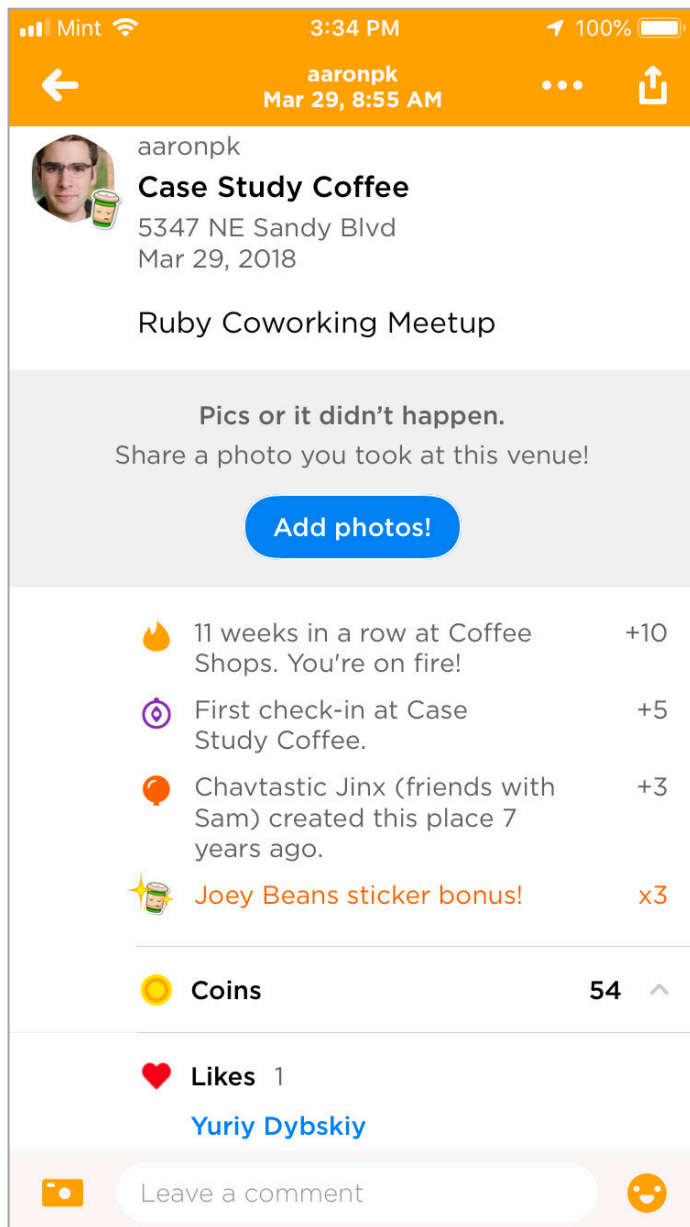 Mint
3:34 PM
100%
aaronpk
Mar 29, 8:55 AM
aaronpk
Case Study Coffee
5347 NE Sandy Blvd
Mar 29, 2018
Ruby Coworking Meetup
Pics or it didn’t happen.
Share a photo you took at this venue!
Add photos!
11 weeks in a row at Coffee +10
Shops. You're on fire!
First check-in at Case +5
Study Coffee.
Chavtastic Jinx (friends with +3
Sam) created this place 7
years ago.
Joey Beans sticker bonus! x3
Coins 54
Likes 1
Yuriy Dybskiy
Leave a comment